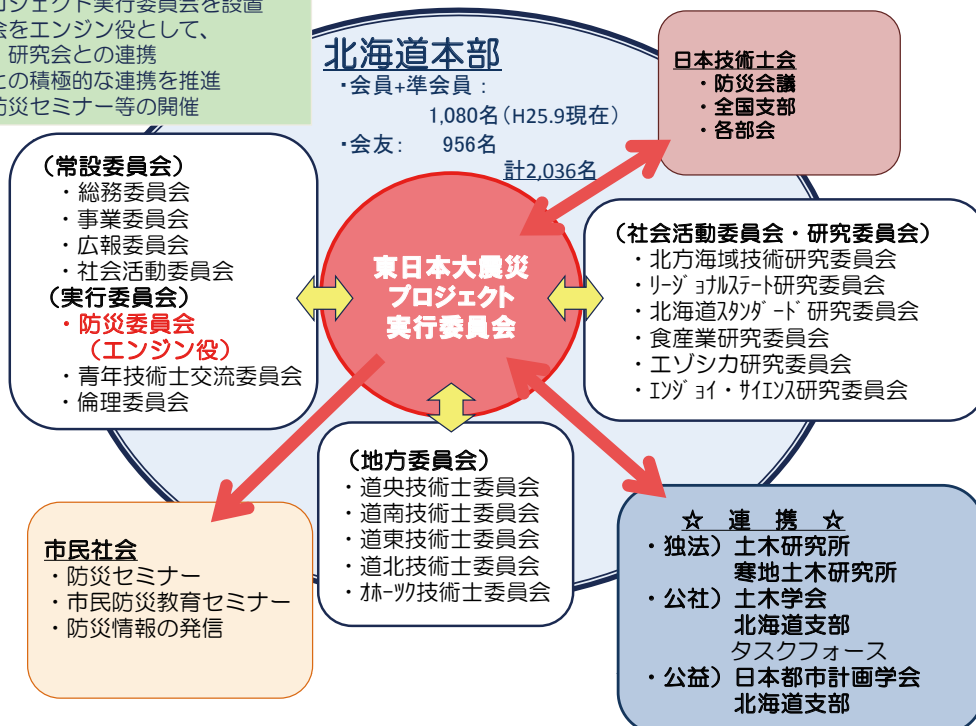 ロジェクト実行委員会を設置
会をエンジン役として、
研究会との連携
との積極的な連携を推進
防災セミナー等の開催
北海道本部
・会員+準会員：
1,080名（H25.9現在）
・会友： 956名
計2,036名
日本技術士会
・防災会議
・全国支部
・各部会
（常設委員会）
・総務委員会
・事業委員会
・広報委員会
・社会活動委員会
（実行委員会）
・防災委員会
（エンジン役）
・青年技術士交流委員会
・倫理委員会
東日本大震災
プロジェクト
実行委員会
（社会活動委員会・研究委員会）
・北方海域技術研究委員会
・ﾘｰｼﾞｮﾅﾙｽﾃｰﾄ研究委員会
・北海道ｽﾀﾝﾀﾞｰﾄﾞ研究委員会
・食産業研究委員会
・エゾシカ研究委員会
・ｴﾝｼﾞｮｲ・ｻｲｴﾝｽ研究委員会
（地方委員会）
・道央技術士委員会
・道南技術士委員会
・道東技術士委員会
・道北技術士委員会
・ｵﾎｰﾂｸ技術士委員会
市民社会
・防災セミナー
・市民防災教育セミナー
・防災情報の発信
☆ 連 携 ☆
・独法）土木研究所
寒地土木研究所
・公社）土木学会
北海道支部
タスクフォース
・公益）日本都市計画学会
北海道支部